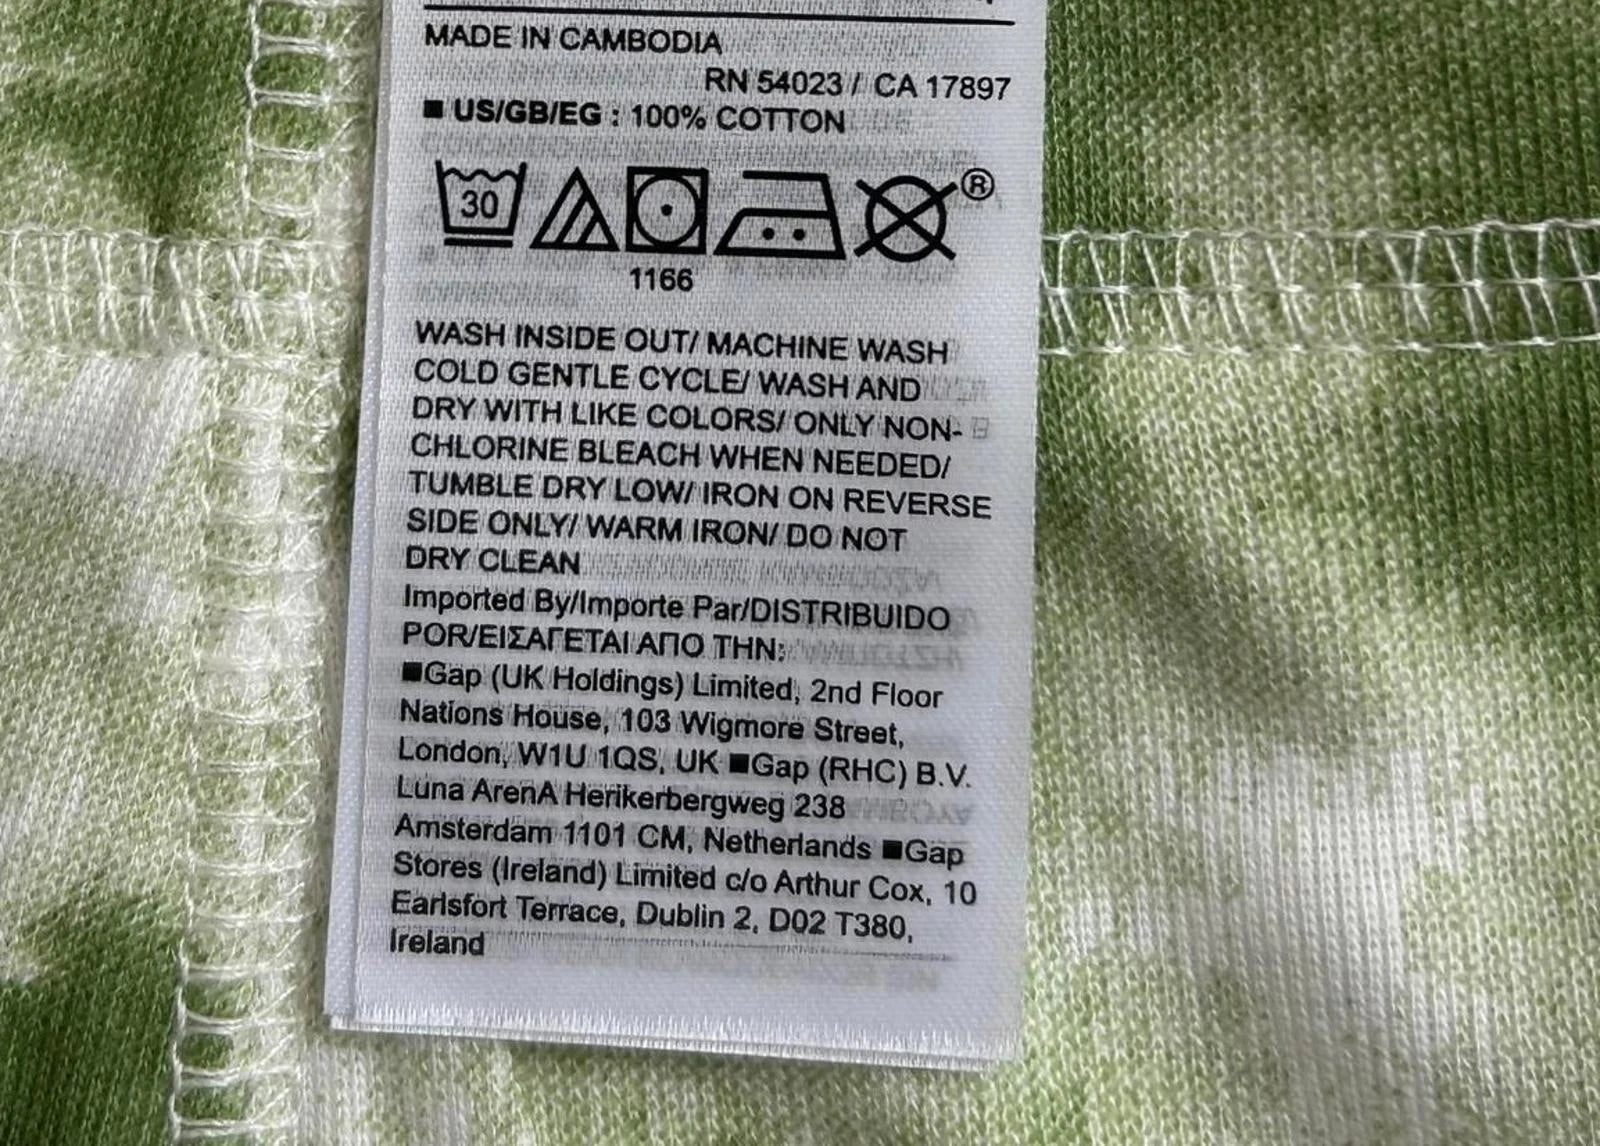 MADE IN CAMBODIA
RN 54023 / CA 17897
■ US/GB/EG : 100% COTTON
30
®
1166
WASH INSIDE OUT/ MACHINE WASH
COLD GENTLE CYCLE/ WASH AND
DRY WITH LIKE COLORS/ ONLY NON-
CHLORINE BLEACH WHEN NEEDED/
TUMBLE DRY LOW/ IRON ON REVERSE
SIDE ONLY/ WARM IRON/ DO NOT
DRY CLEAN
Imported By/Importe Par/DISTRIBUIDO
POR/ΕΙΣΑΓΕΤΑΙ ΑΠΟ ΤΗΝ:
■Gap (UK Holdings) Limited, 2nd Floor
Nations House, 103 Wigmore Street,
London, W1U 1QS, UK ■Gap (RHC) B.V.
Luna ArenA Herikerbergweg 238
Amsterdam 1101 CM, Netherlands ■Gap
Stores (Ireland) Limited c/o Arthur Cox, 10
Earlsfort Terrace, Dublin 2, D02 T380,
Ireland